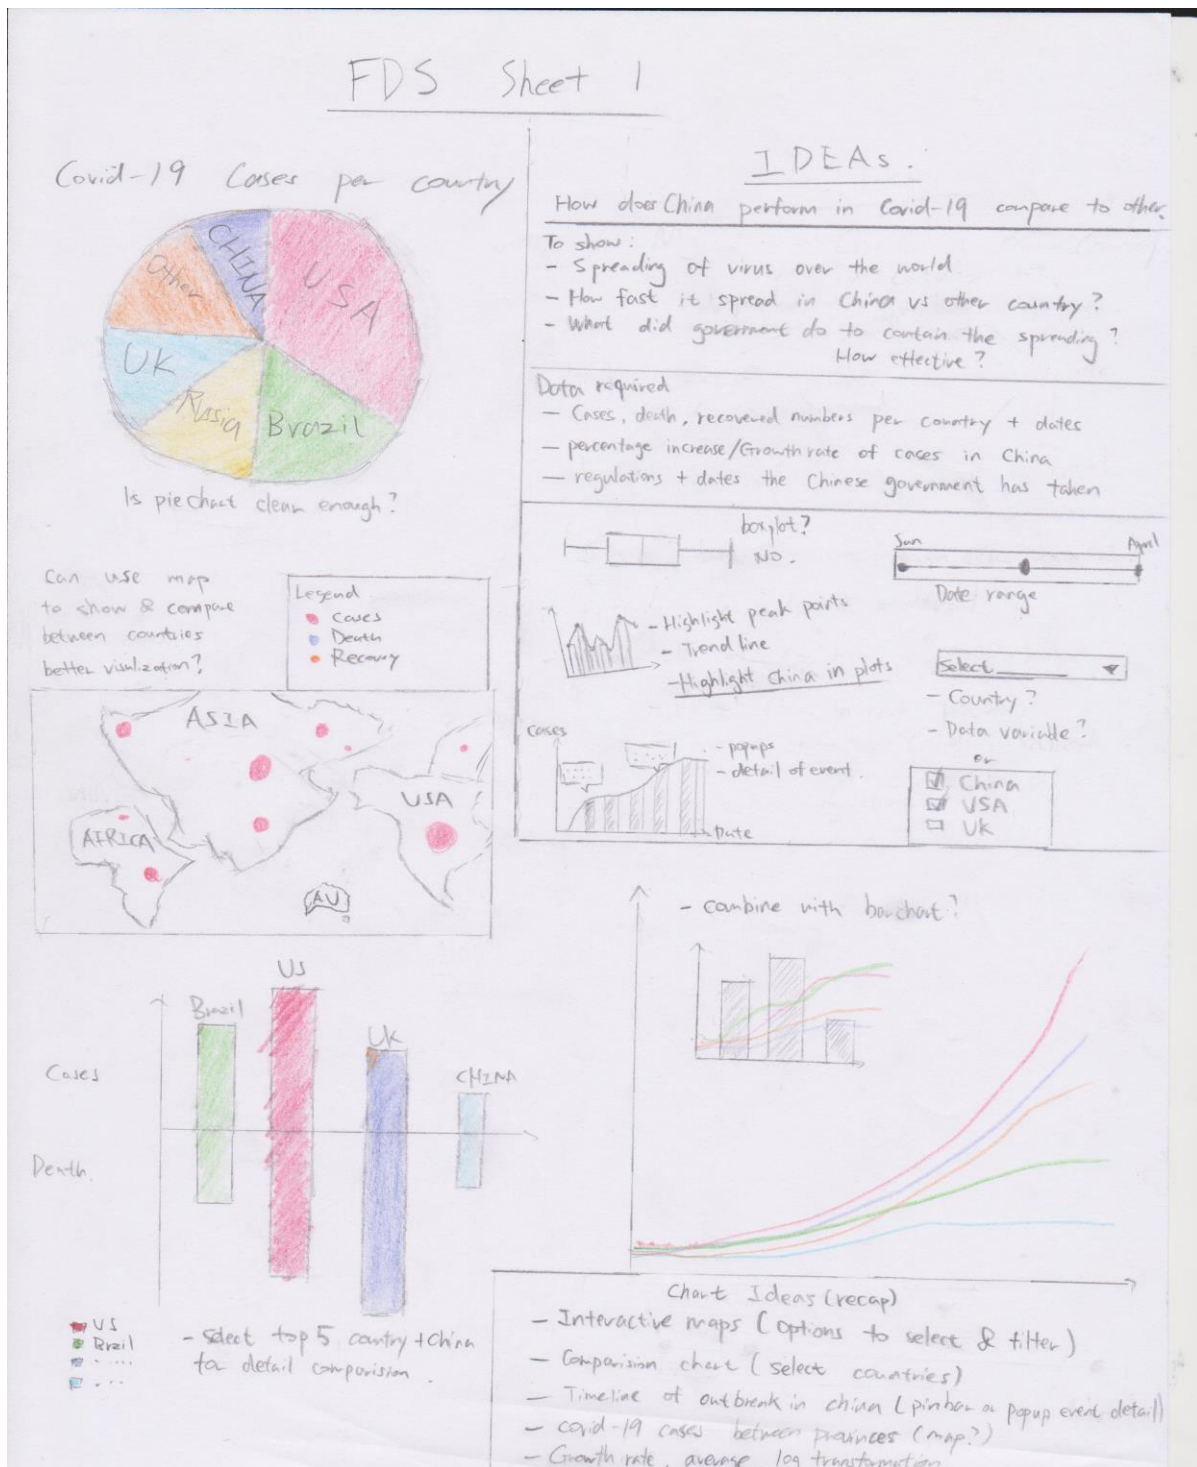 FDS Sheet 1
Covid-19 Cases per country
CHINA
USA
Other
UK
Russia
Brazil
Is pie chart clear enough?
Can use map
to show & compare
between countries
better visulization?
Legend
Cases
Death
Recovery
ASIA
USA
AFRICA
AU
US
Brazil
UK
CHINA
Cases
Death.
US
Brzil
- Select top 5 country + China
for detail comparision.
IDEAs.
How does China perform in Covid-19 compare to other.
To show:
- Spreading of virus over the world
- How fast it spread in China vs other country?
- What did government do to contain the spreading?
How effective?
Data required
- Cases, death, recovered numbers per country + dates
- percentage increase/Growth rate of cases in China
- regulations + dates the Chinese government has taken
boxplot?
NO.
Jan
April
Date range
- Highlight peak points
- Trend line
- Highlight China in plots
Select
- Country?
- Data variable?
or
China
USA
UK
Cases
- popups
- detail of event.
Date
- combine with barchart?
Chart Ideas (recap)
- Interactive maps (options to select & filter)
- Comparision chart (select countries)
- Timeline of outbreak in china (pinbar or popup event detail)
- covid-19 cases between provinces (map?)
- Growth rate, average log transformation